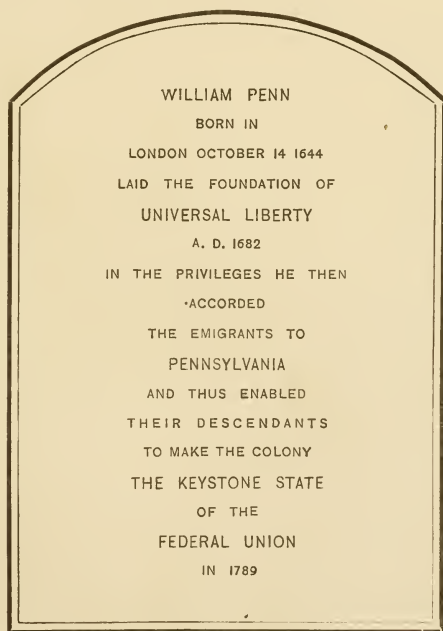 WILLIAM PENN
BORN IN
LONDON OCTOBER 14 1644
LAID THE FOUNDATION OF
UNIVERSAL LIBERTY
A. D. 1682
IN THE PRIVILEGES HE THEN
ACCORDED
THE EMIGRANTS TO
PENNSYLVANIA
AND THUS ENABLED
THEIR DESCENDANTS
TO MAKE THE COLONY
THE KEYSTONE STATE
OF THE
FEDERAL UNION
IN 1789